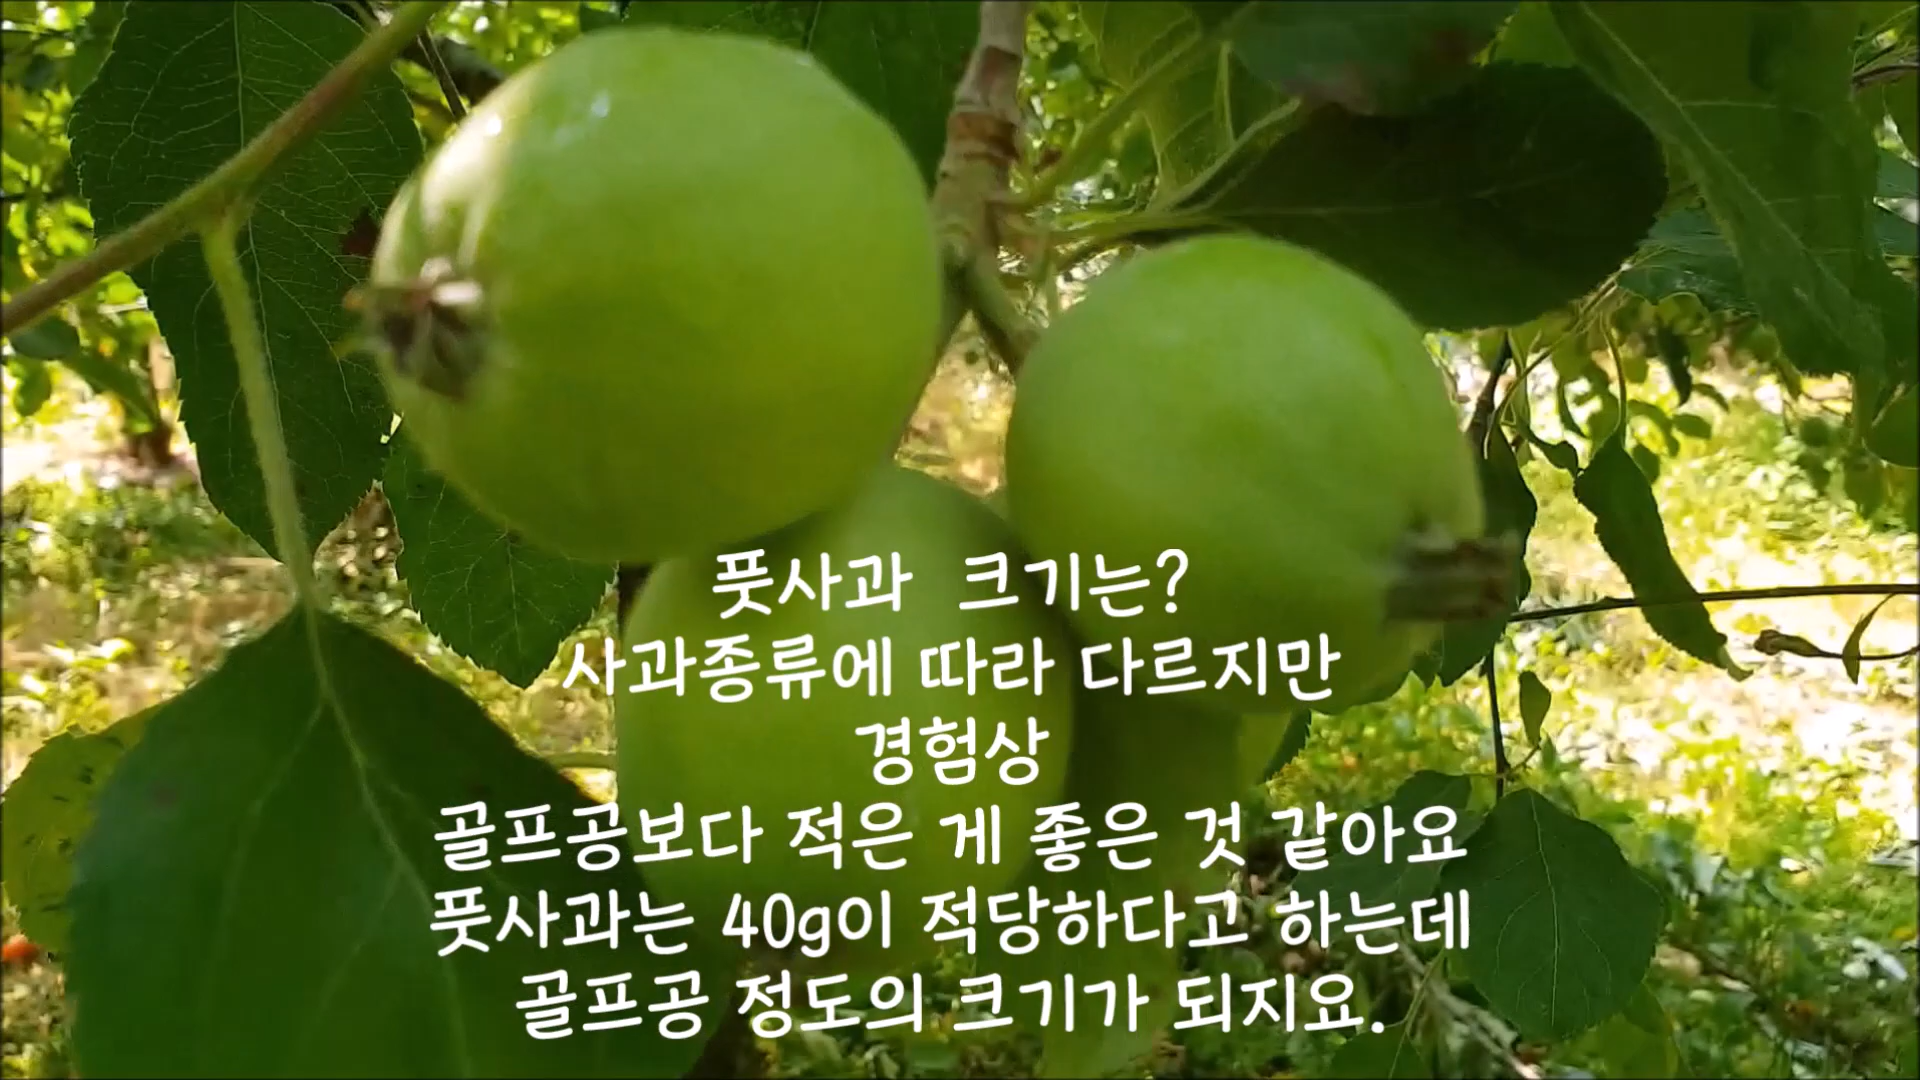 풋사과 크기는?
사과종류에 따라 다르지만
경험상
골프공보다 적은 게 좋은 것 같아요
풋사과는 40g이 적당하다고 하는데
골프공 정도의 크기가 되지요.